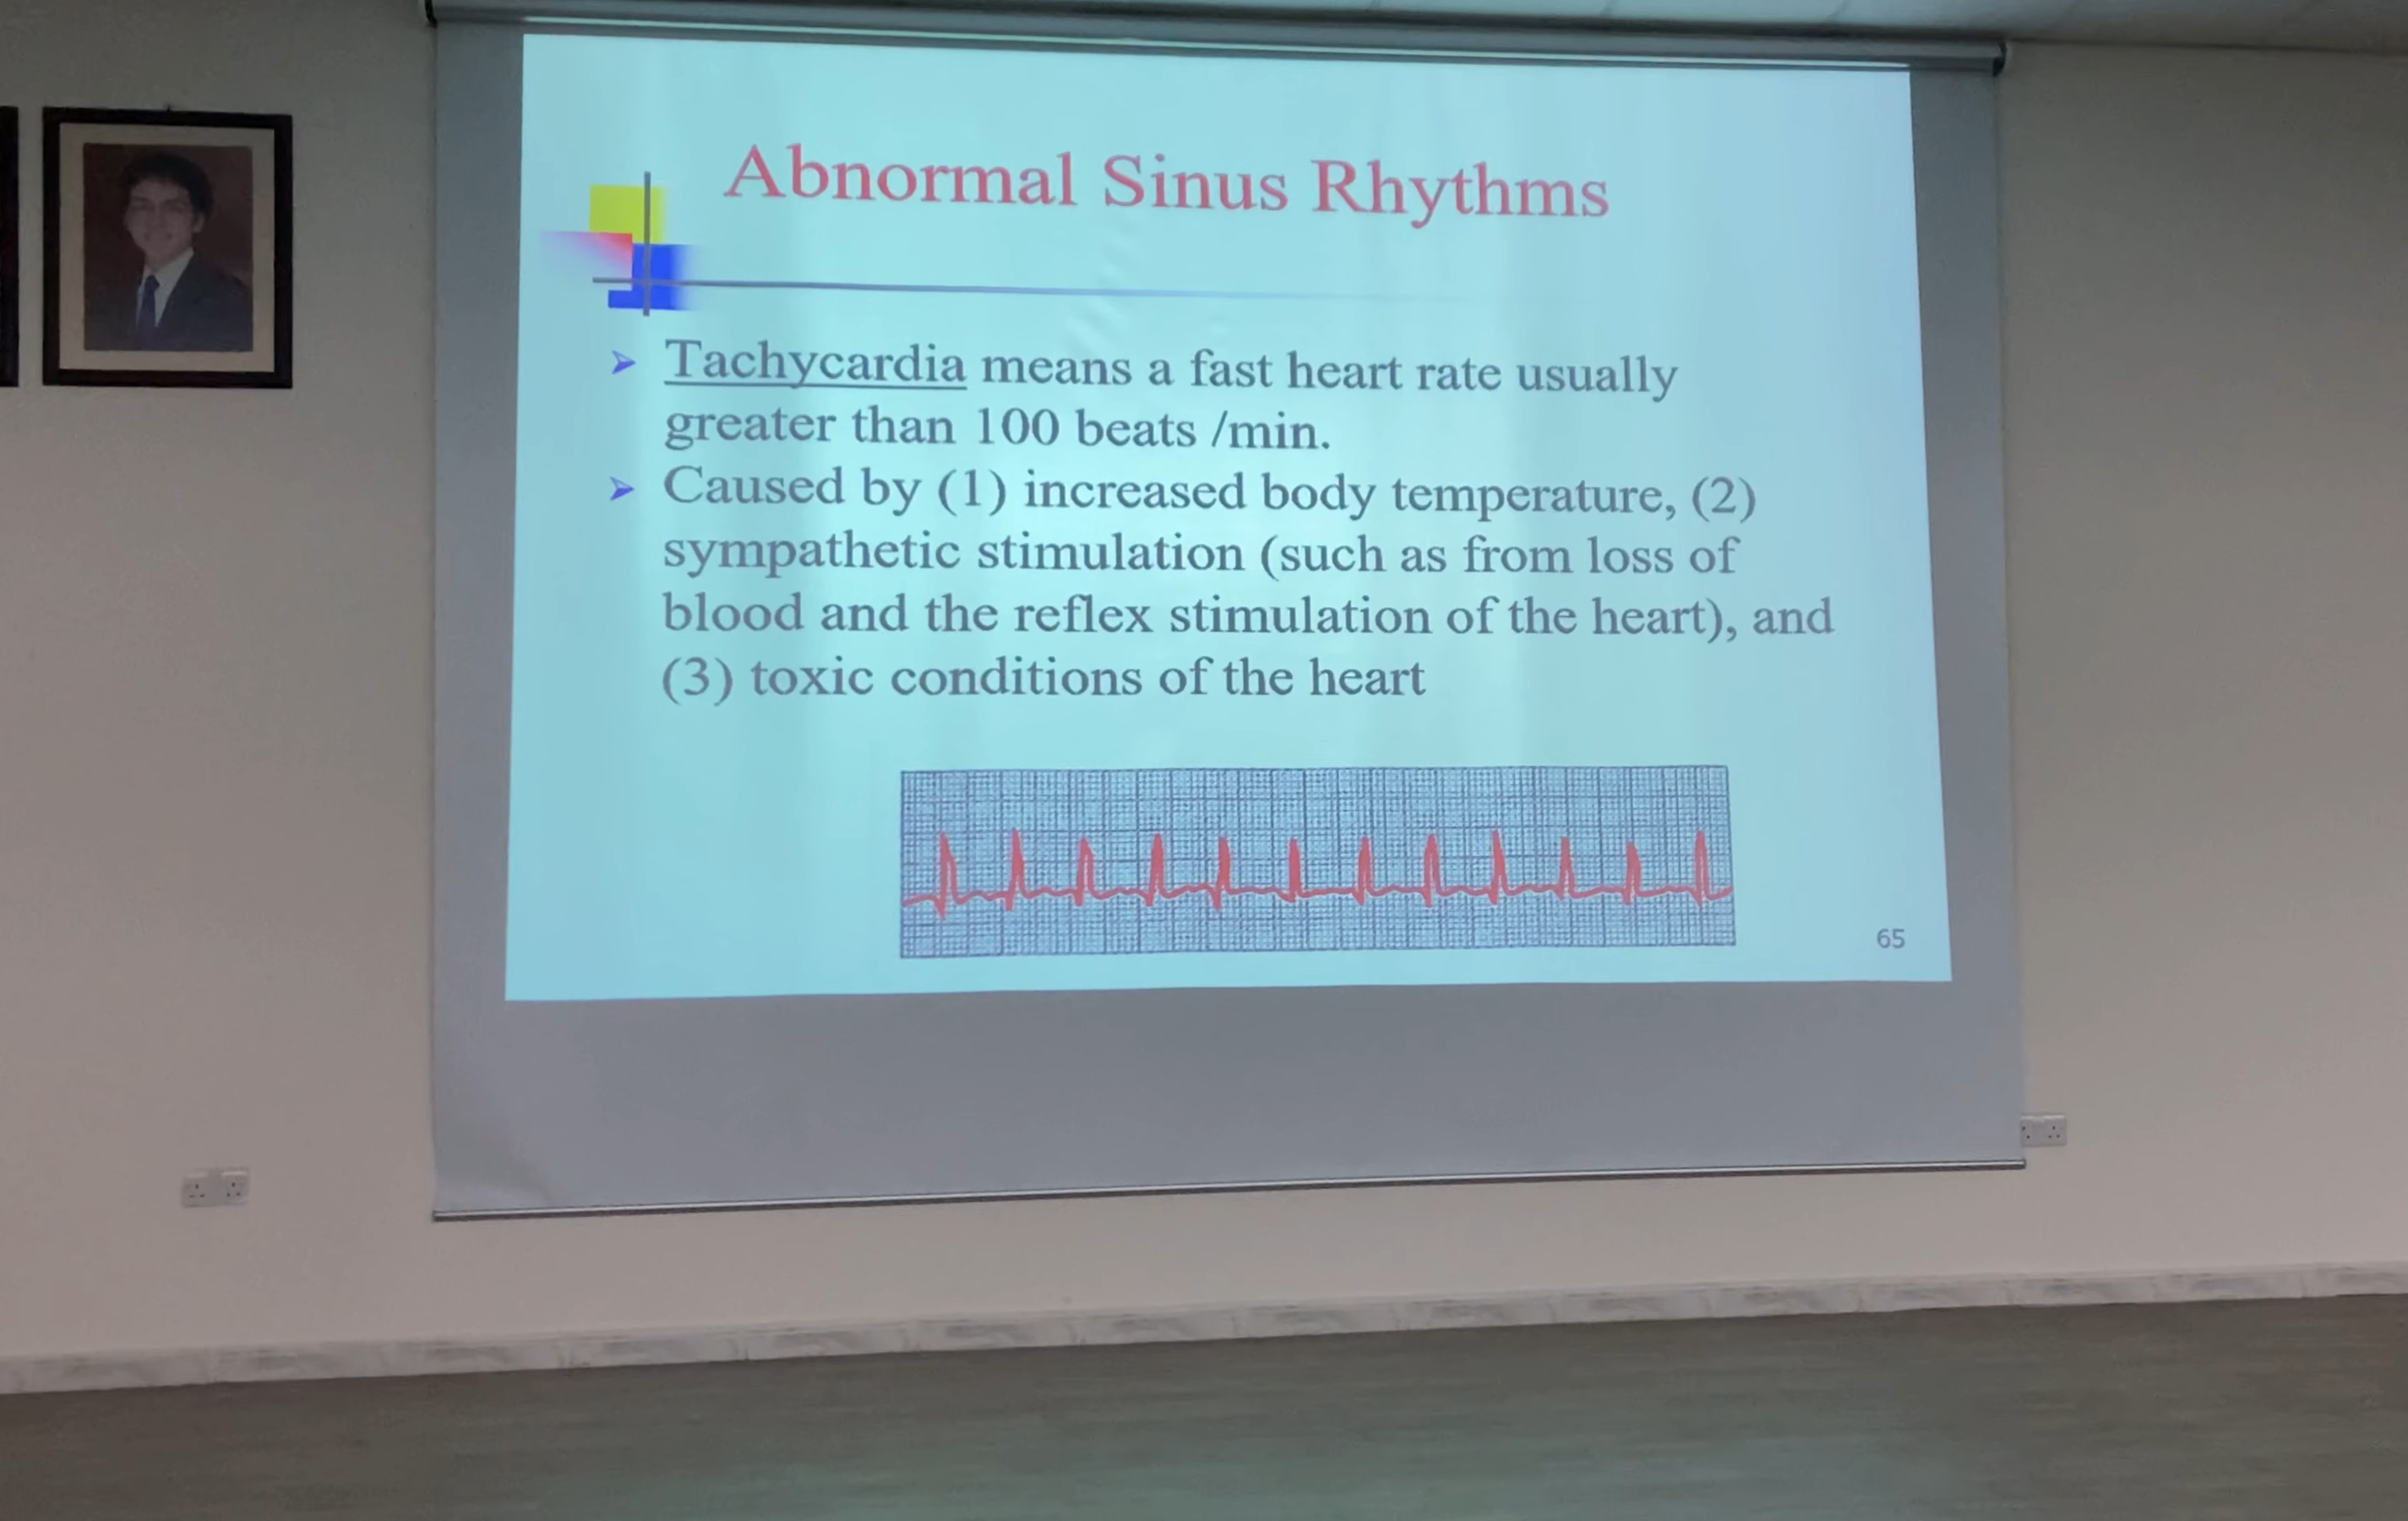 Abnormal Sinus Rhythms
➢ Tachycardia means a fast heart rate usually
greater than 100 beats /min.
➢ Caused by (1) increased body temperature, (2)
sympathetic stimulation (such as from loss of
blood and the reflex stimulation of the heart), and
(3) toxic conditions of the heart
65